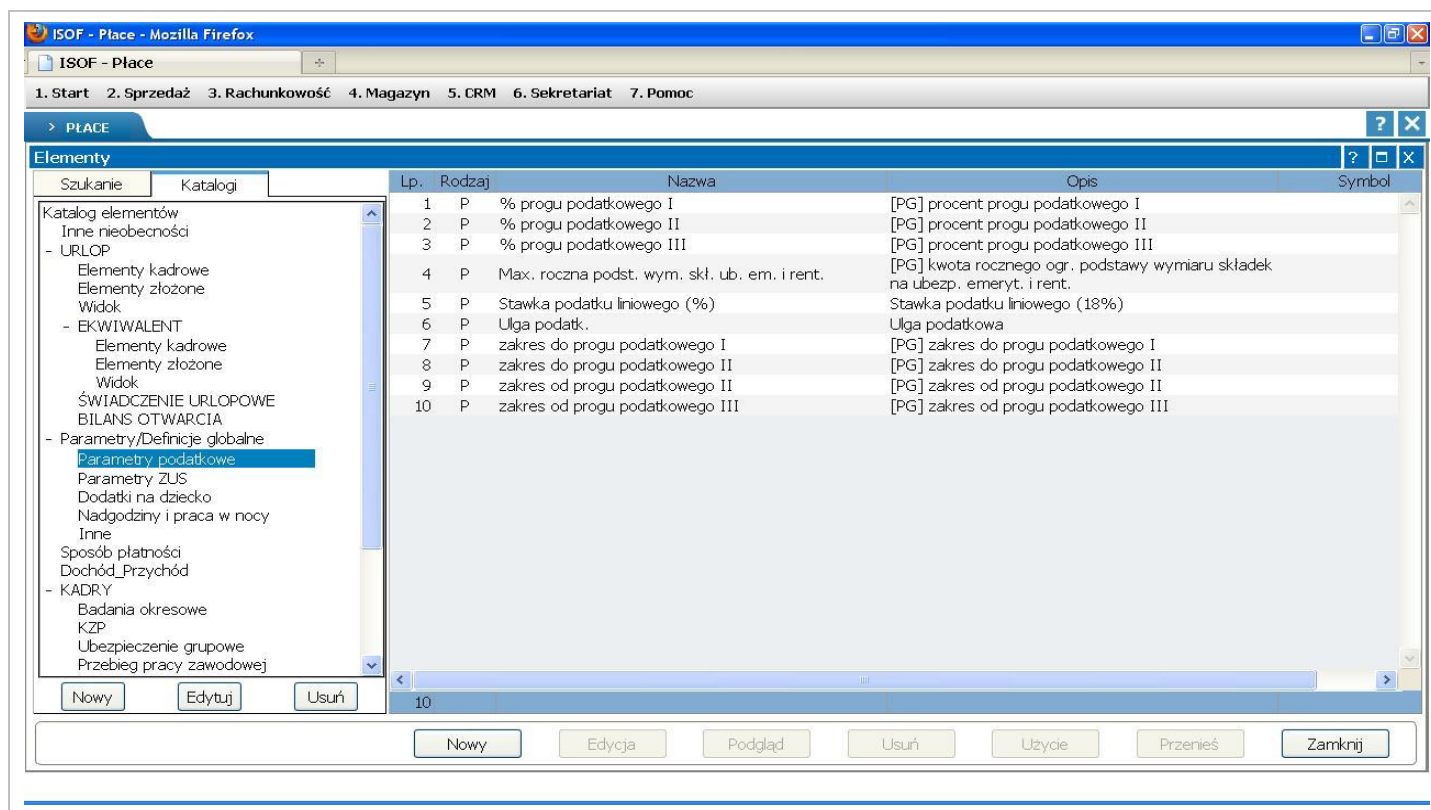 ISOF - Płace - Mozilla Firefox
ISOF - Płace
1. Start 2. Sprzedaż 3. Rachunkowość 4. Magazyn 5. CRM 6. Sekretariat 7. Pomoc
> PŁACE ? X
Elementy ? X
Szukanie Katalogi
Katalog elementów
Inne nieobecności
- URLOP
Elementy kadrowe
Elementy złożone
Widok
- EKWIWALENT
Elementy kadrowe
Elementy złożone
Widok
ŚWIADCZENIE URLOPOWE
BILANS OTWARCIA
- Parametry/Definicje globalne
Parametry podatkowe
Parametry ZUS
Dodatki na dziecko
Nadgodziny i praca w nocy
Inne
Sposób płatności
Dochód_Przychód
- KADRY
Badania okresowe
KZP
Ubezpieczenie grupowe
Przebieg pracy zawodowej
Nowy Edytuj Usuń
Lp. Rodzaj Nazwa Opis Symbol
1 P % progu podatkowego I [PG] procent progu podatkowego I
2 P % progu podatkowego II [PG] procent progu podatkowego II
3 P % progu podatkowego III [PG] procent progu podatkowego III
4 P Max. roczna podst. wym. skł. ub. em. i rent. [PG] kwota rocznego ogr. podstawy wymiaru składek
na ubezp. emeryt. i rent.
5 P Stawka podatku liniowego (%) Stawka podatku liniowego (18%)
6 P Ulga podatk. Ulga podatkowa
7 P zakres do progu podatkowego I [PG] zakres do progu podatkowego I
8 P zakres do progu podatkowego II [PG] zakres do progu podatkowego II
9 P zakres od progu podatkowego II [PG] zakres od progu podatkowego II
10 P zakres od progu podatkowego III [PG] zakres od progu podatkowego III
10
Nowy Edycja Podgląd Usuń Użycie Przenieś Zamknij